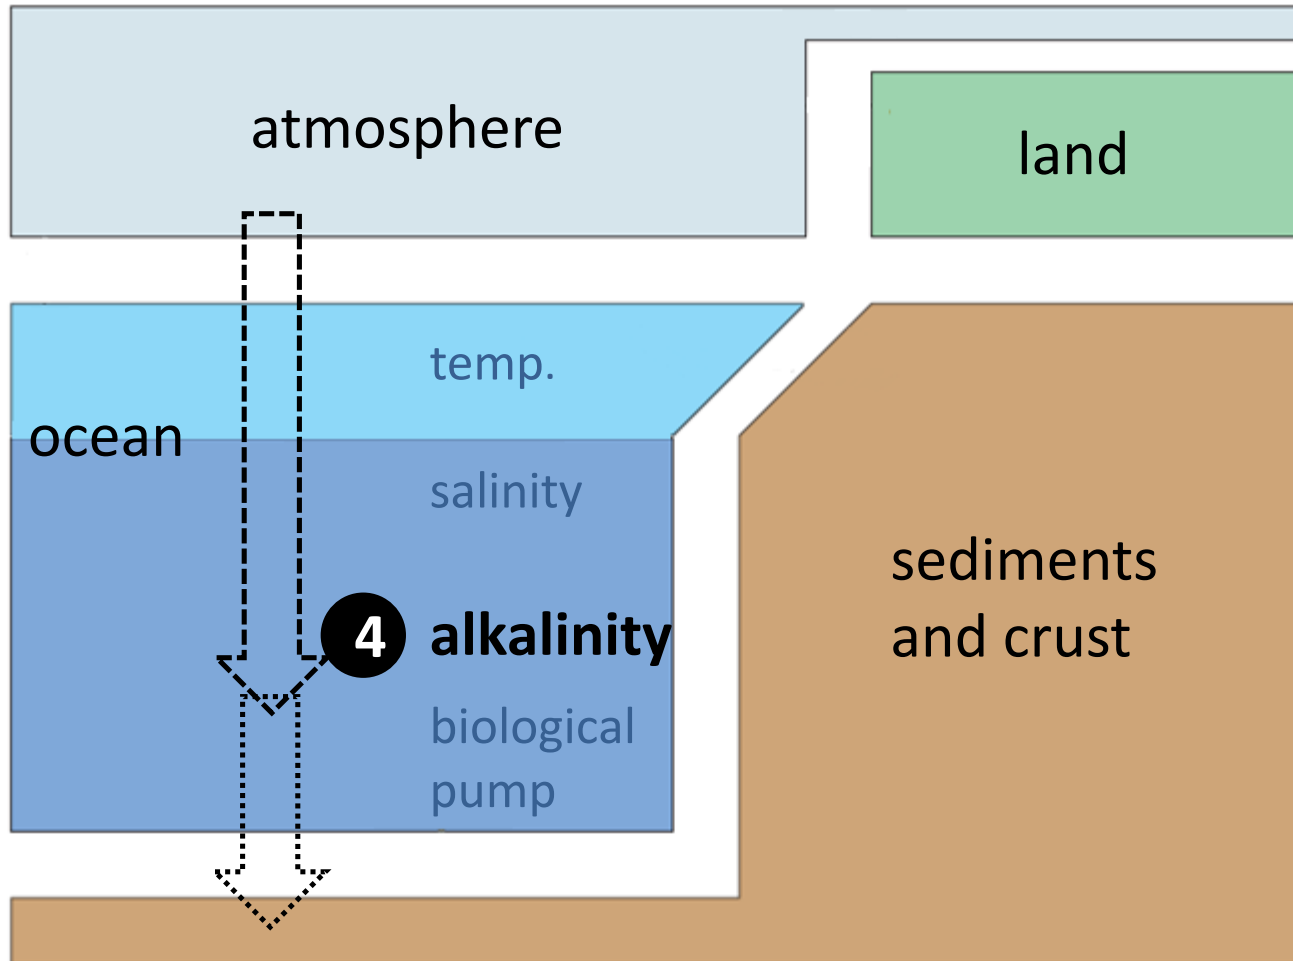 atmosphere
land
temp.
ocean
salinity
sediments
and crust
4 alkalinity
biological
pump